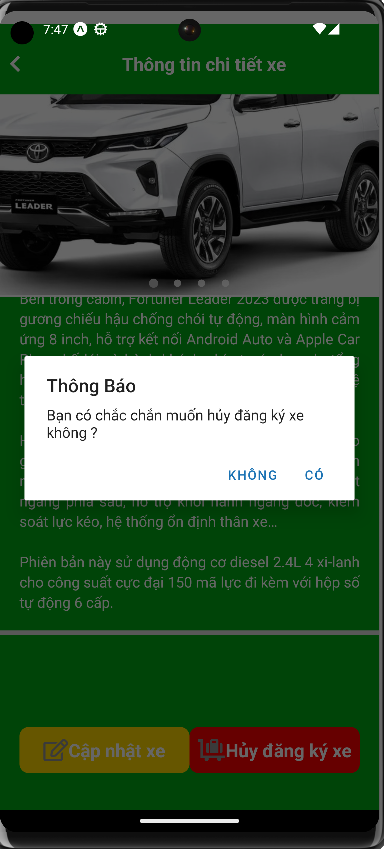 7:47
Thông tin chi tiết xe
LEADER
Bên trong cabin, Fortuner Leader 2023 được trang bị
gương chiếu hậu chống chói tự động, màn hình cảm
ứng 8 inch, hỗ trợ kết nối Android Auto và Apple Car
Thông Báo
Bạn có chắc chắn muốn hủy đăng ký xe
không ?
KHÔNG
CÓ
ngang phía sau, hỗ trợ khởi hành ngang dốc, kiểm
soát lực kéo, hệ thống ổn định thân xe…
Phiên bản này sử dụng động cơ diesel 2.4L 4 xi-lanh
cho công suất cực đại 150 mã lực đi kèm với hộp số
tự động 6 cấp.
Cập nhật xe
Hủy đăng ký xe